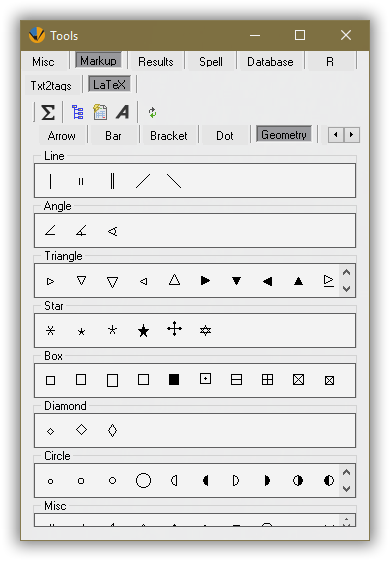 Tools
Misc Markup Results Spell Database R
Txt2tags LaTeX
Σ A
Arrow Bar Bracket Dot Geometry
Line
Angle
Triangle
Star
Box
Diamond
Circle
Misc